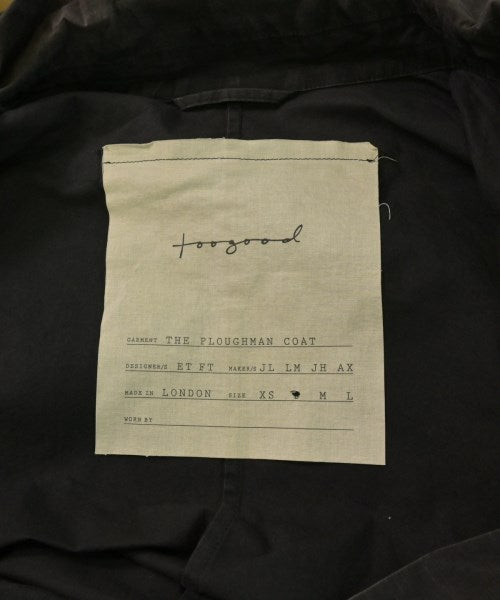 toogood
GARMENT THE PLOUGHMAN COAT
DESIGNER/S ET FT MAKER/S JL LM JH AX
MADE IN LONDON SIZE XS M L
WORN BY